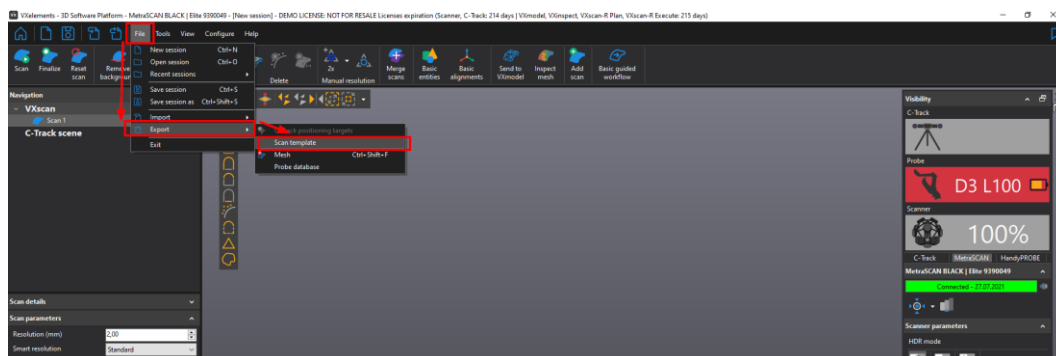 VXelements - 3D Software Platform - MetraSCAN BLACK | Elite 9390049 - [New session] - DEMO LICENSE: NOT FOR RESALE Licenses expiration (Scanner, C-Track: 214 days | VXmodel, VXinspect, VXscan-R Plan, VXscan-R Execute: 215 days)
File Tools View Configure Help
New session Ctrl+N
Open session Ctrl+O
Recent sessions
Save session Ctrl+S
Save session as Ctrl+Shift+S
Import
Export
Exit
positioning targets
Scan template
Mesh Ctrl+Shift+F
Probe database
Scan
Finalize
Reset scan
Remove
Delete
2x
Manual resolution
Merge scans
Basic entities
Basic alignments
Send to VXmodel
Inspect mesh
Add scan
Basic guided workflow
Navigation
VXscan
Scan 1
C-Track scene
Scan details
Scan parameters
Resolution (mm) 2,00
Smart resolution Standard
Visibility
C-Track
Probe
D3 L100
Scanner
100%
C-Track MetraSCAN HandyPROBE
MetraSCAN BLACK | Elite 9390049
Connected - 27.07.2021
Scanner parameters
HDR mode